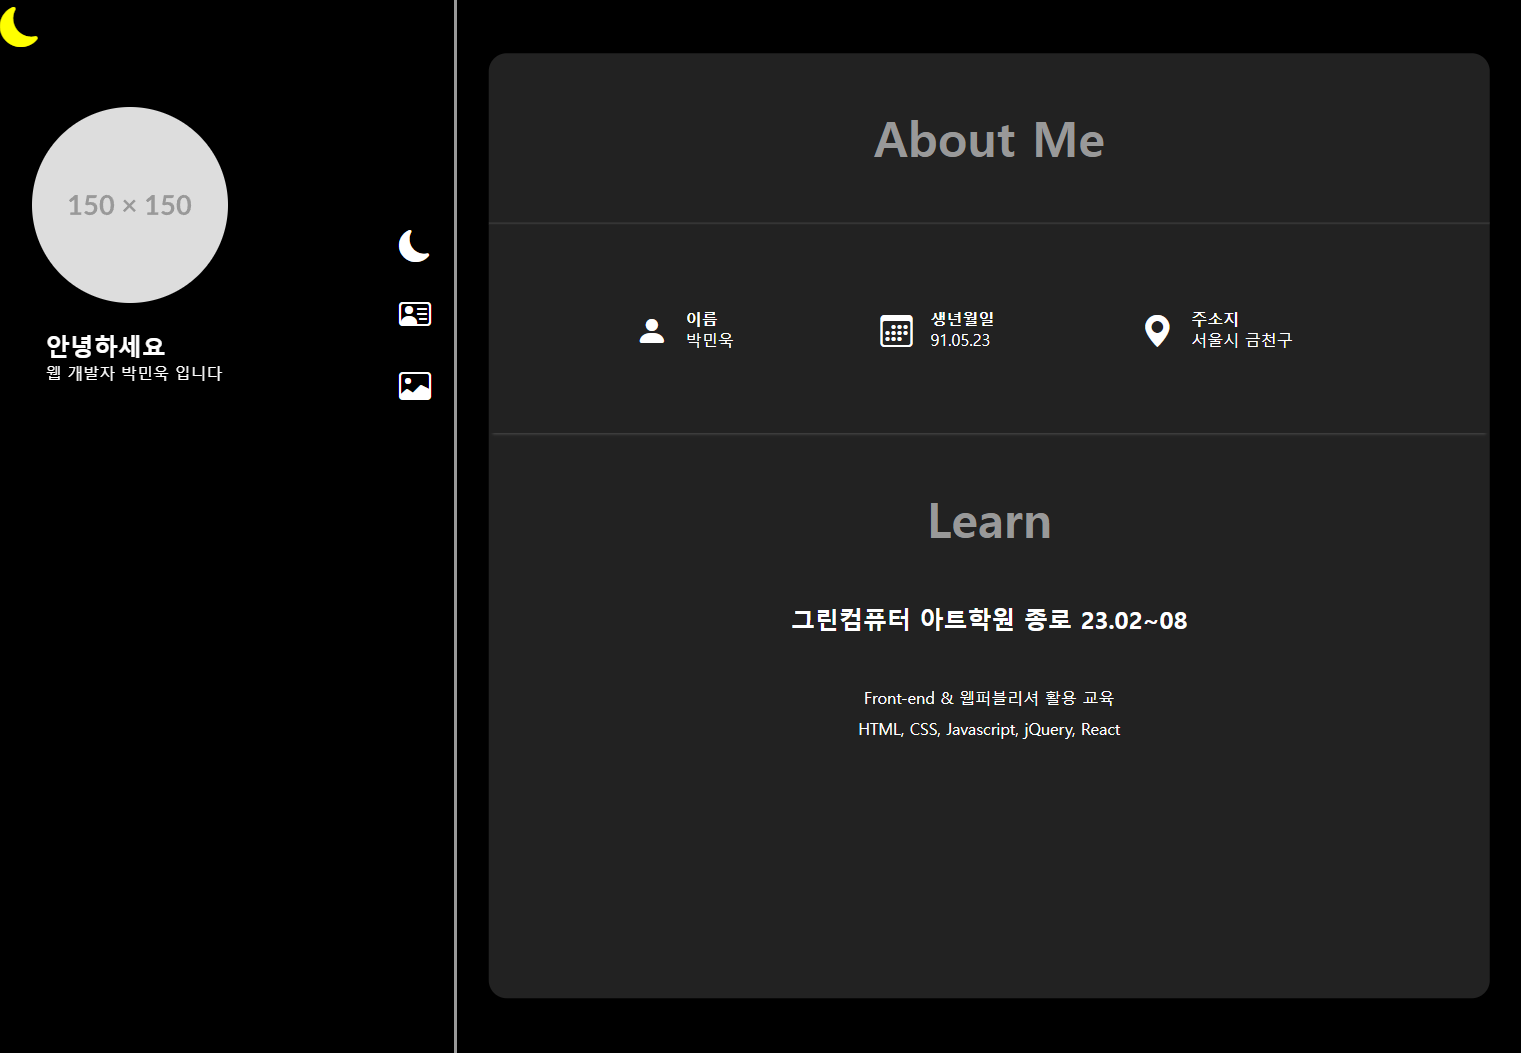 150 × 150
안녕하세요
웹 개발자 박민욱 입니다
About Me
이름
박민욱
생년월일
91.05.23
주소지
서울시 금천구
Learn
그린컴퓨터 아트학원 종로 23.02~08
Front-end & 웹퍼블리셔 활용 교육
HTML, CSS, Javascript, jQuery, React